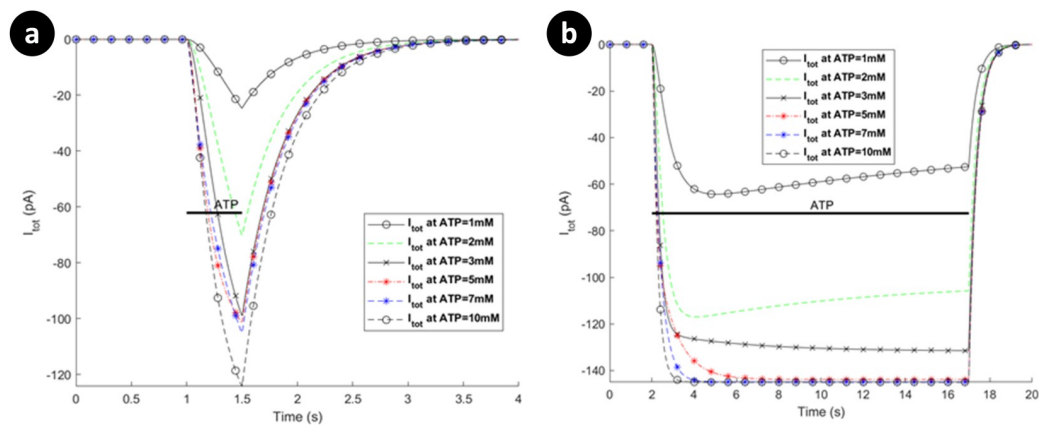 a
0
-20
-40
-60
-80
-100
-120
I_tot (pA)
ATP
I_tot at ATP=1mM
I_tot at ATP=2mM
I_tot at ATP=3mM
I_tot at ATP=5mM
I_tot at ATP=7mM
I_tot at ATP=10mM
0 0.5 1 1.5 2 2.5 3 3.5 4
Time (s)
b
0
-20
-40
-60
-80
-100
-120
-140
I_tot (pA)
I_tot at ATP=1mM
I_tot at ATP=2mM
I_tot at ATP=3mM
I_tot at ATP=5mM
I_tot at ATP=7mM
I_tot at ATP=10mM
ATP
0 2 4 6 8 10 12 14 16 18 20
Time (s)